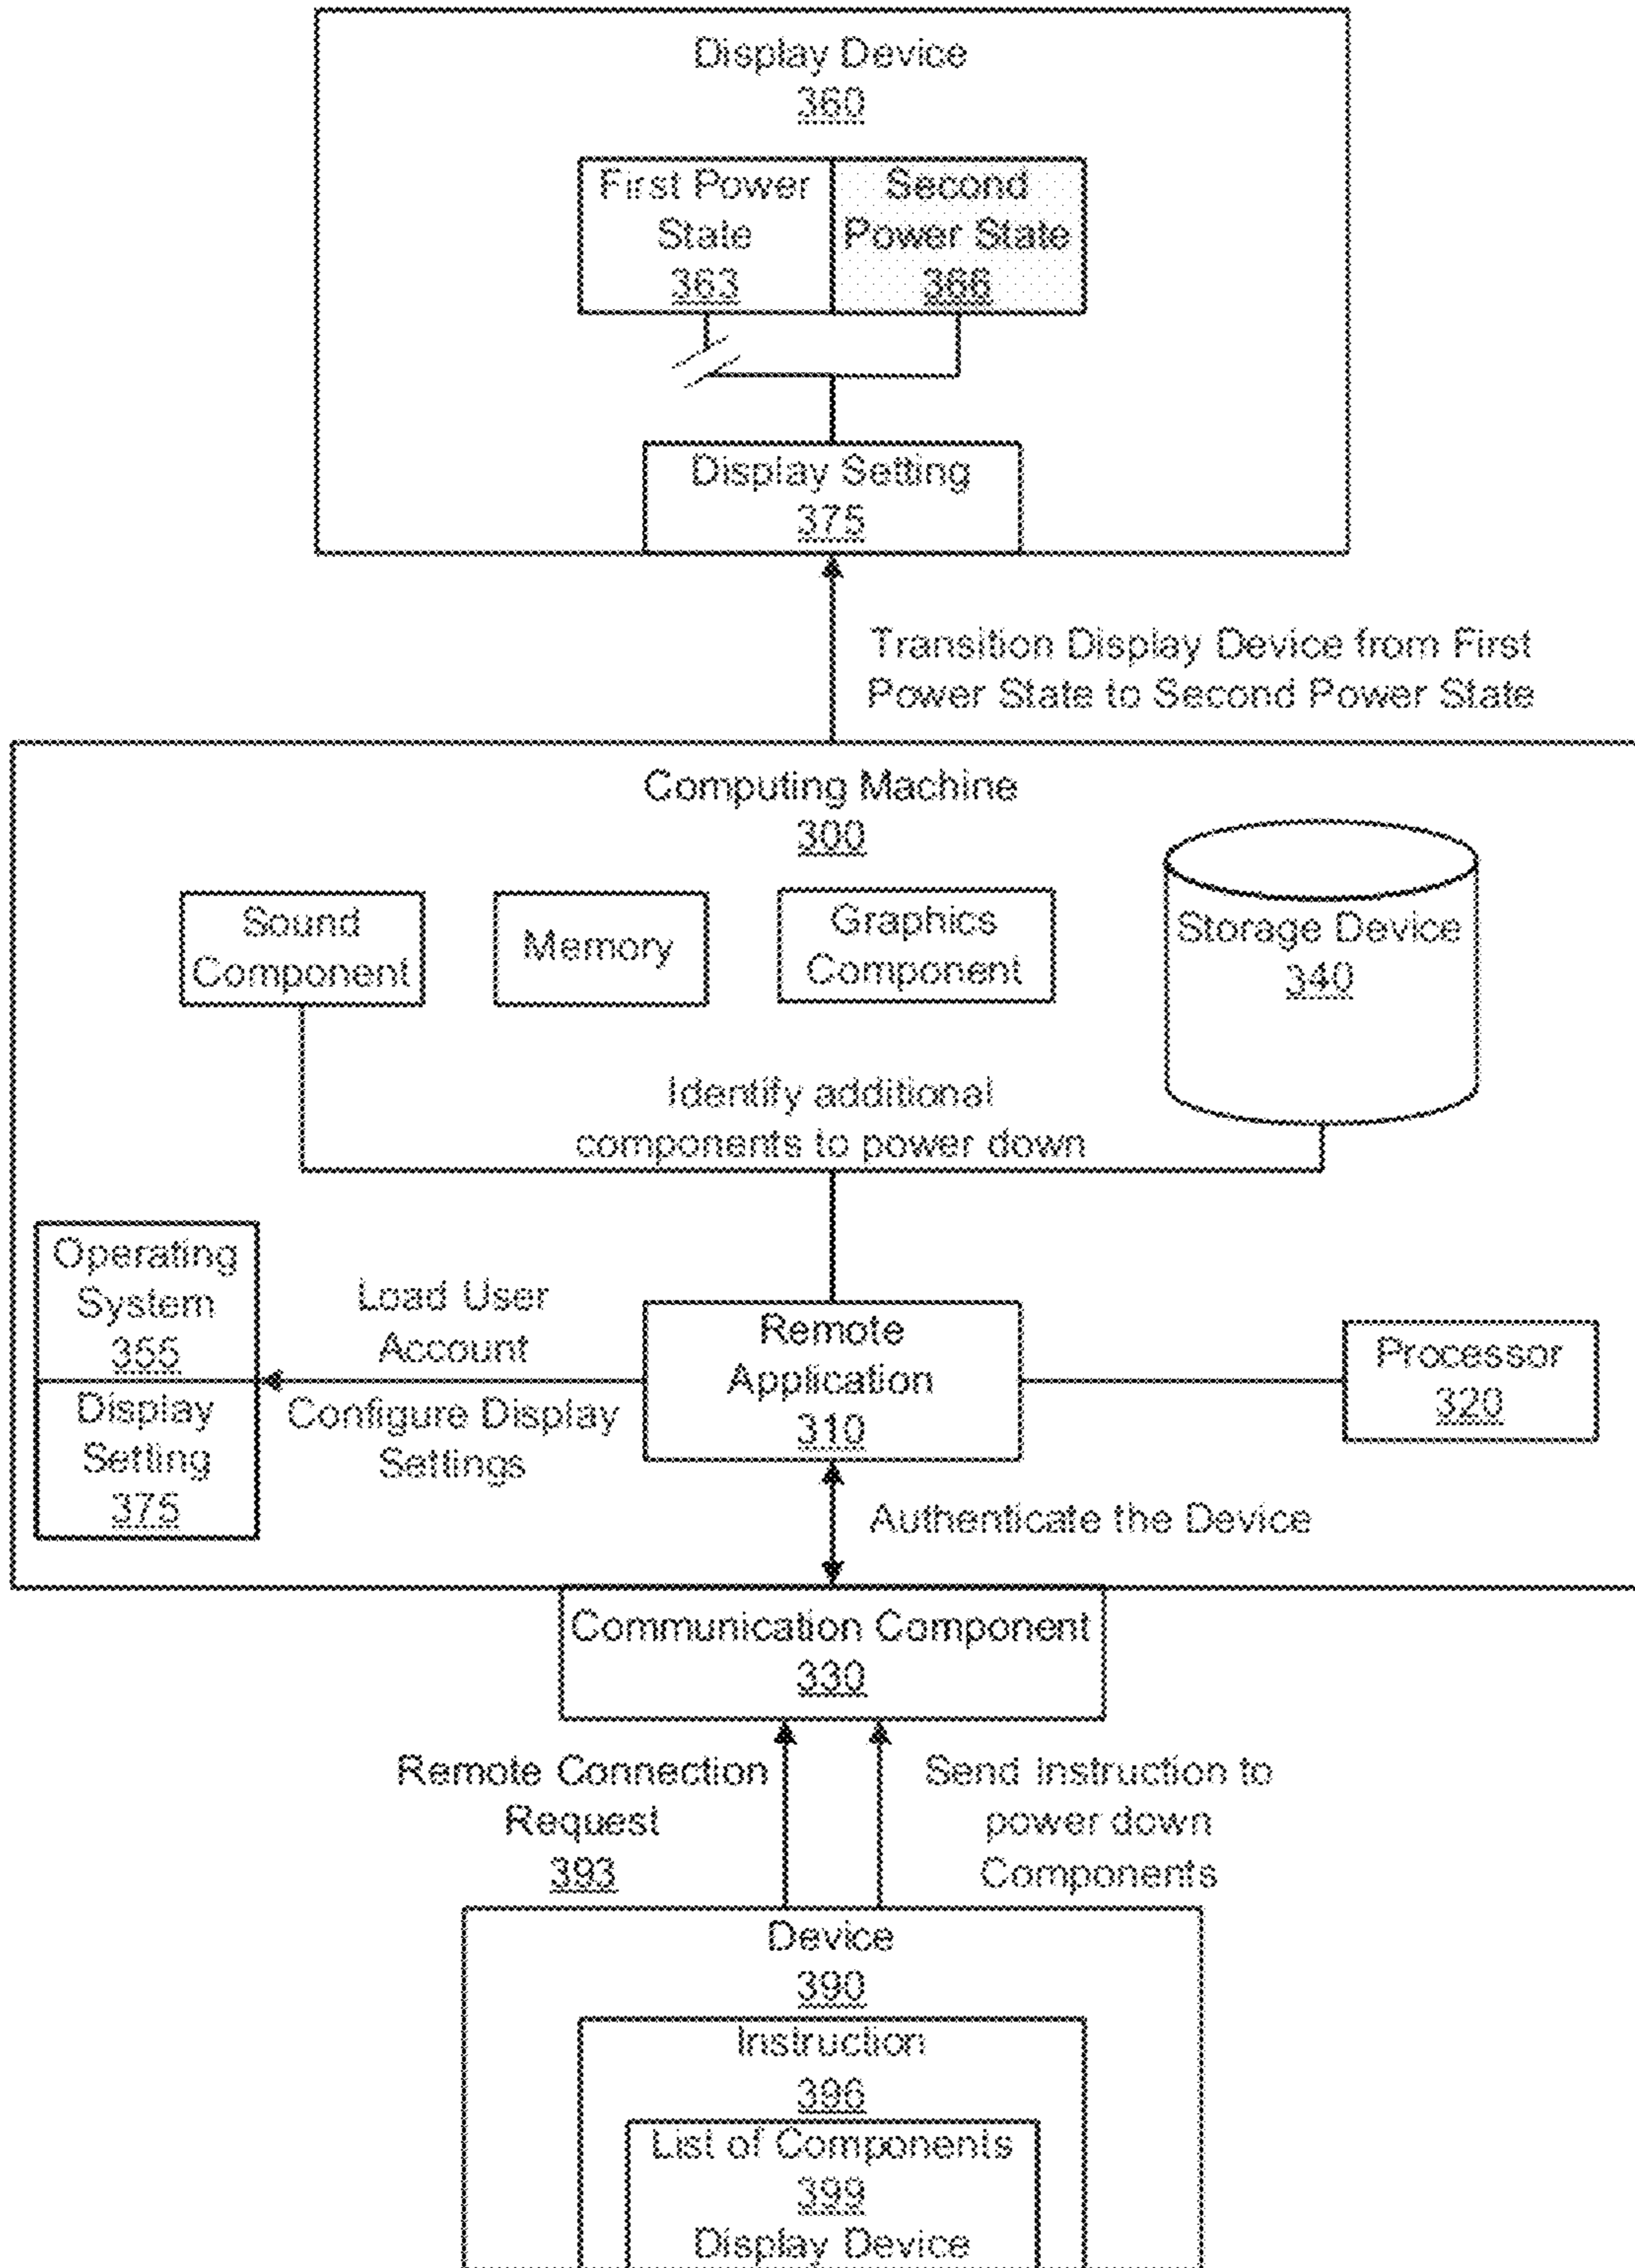 Display Device
360
First Power
State
363
Second
Power State
366
Display Setting
375
Transition Display Device from First
Power State to Second Power State
Computing Machine
300
Sound
Component
Memory
Graphics
Component
Storage Device
340
Identify additional
components to power down
Operating
System
355
Display
Setting
375
Load User
Account
Configure Display
Settings
Remote
Application
310
Processor
320
Authenticate the Device
Communication Component
330
Remote Connection
Request
393
Send instruction to
power down
Components
Device
390
Instruction
396
List of Components
399
Display Device